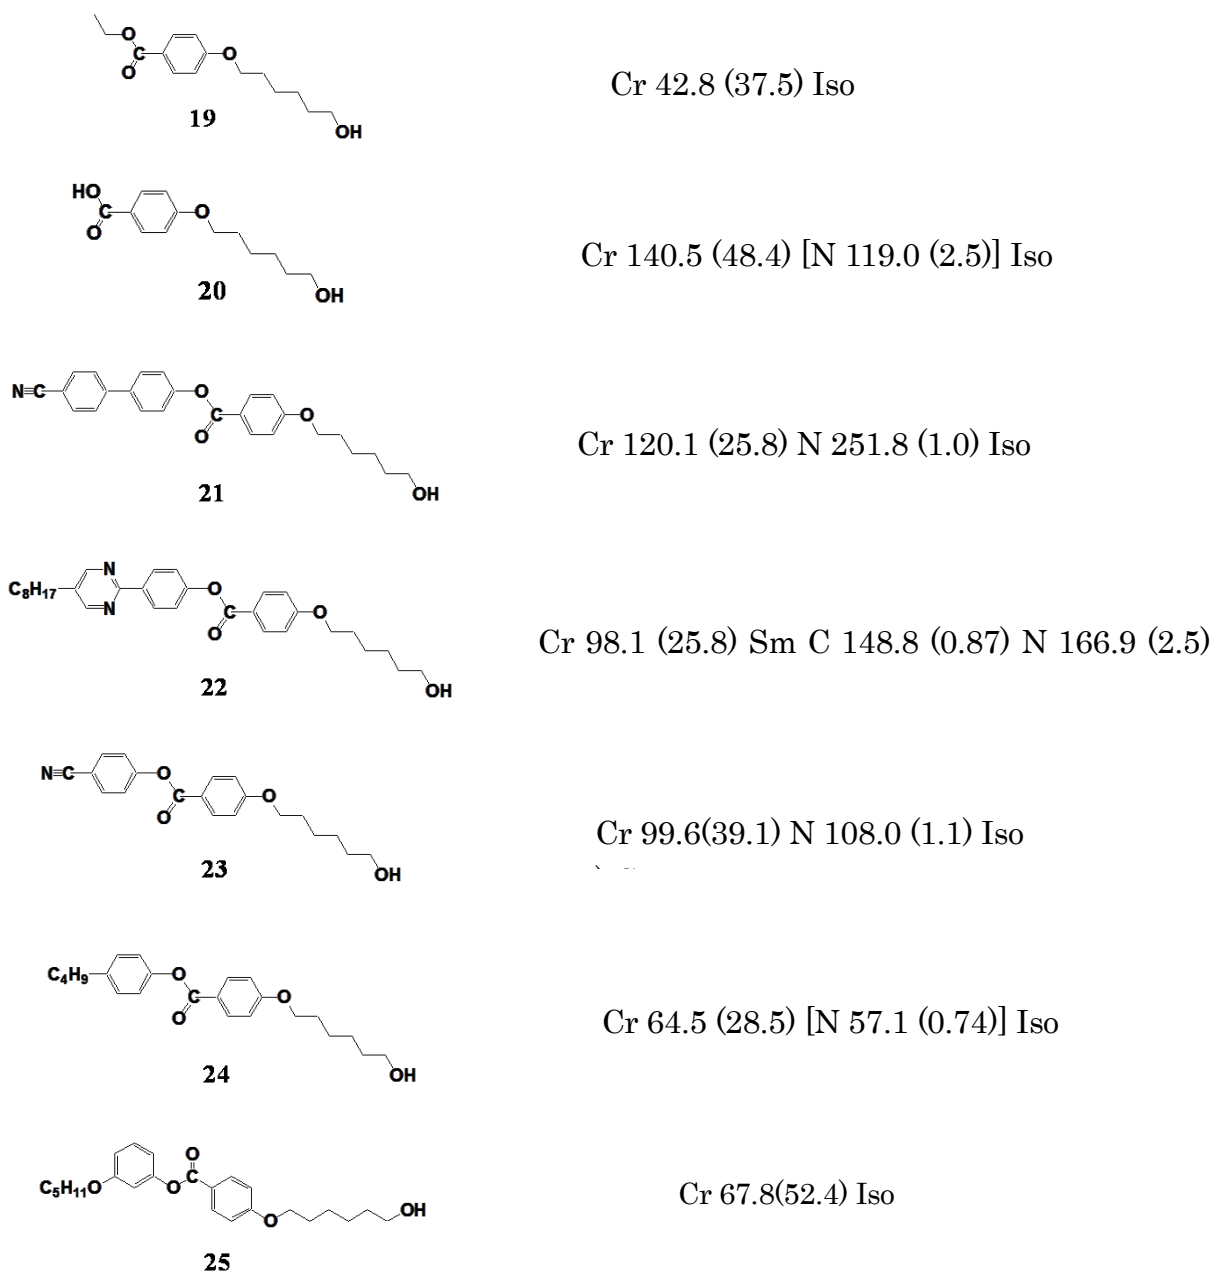 O
C
O
O
OH
19
Cr 42.8 (37.5) Iso
HO
C
O
O
OH
20
Cr 140.5 (48.4) [N 119.0 (2.5)] Iso
N≡C
O
C
O
O
OH
21
Cr 120.1 (25.8) N 251.8 (1.0) Iso
C8H17
N
N
O
C
O
O
OH
22
Cr 98.1 (25.8) Sm C 148.8 (0.87) N 166.9 (2.5)
N≡C
O
C
O
O
OH
23
Cr 99.6(39.1) N 108.0 (1.1) Iso
C4H9
O
C
O
O
OH
24
Cr 64.5 (28.5) [N 57.1 (0.74)] Iso
C5H11O
O
C
O
O
OH
25
Cr 67.8(52.4) Iso